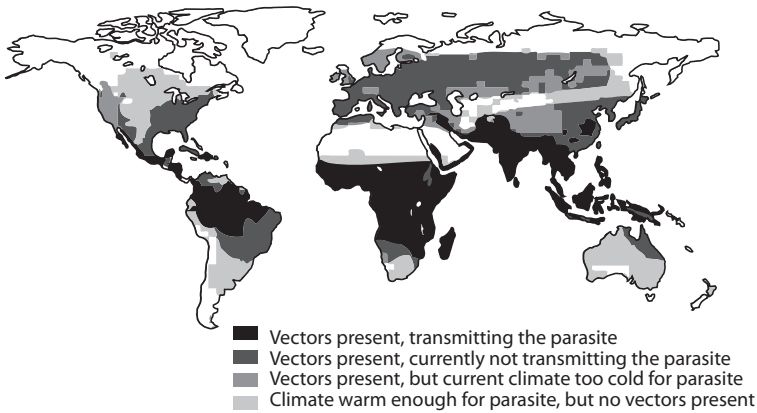 Vectors present, transmitting the parasite
Vectors present, currently not transmitting the parasite
Vectors present, but current climate too cold for parasite
Climate warm enough for parasite, but no vectors present